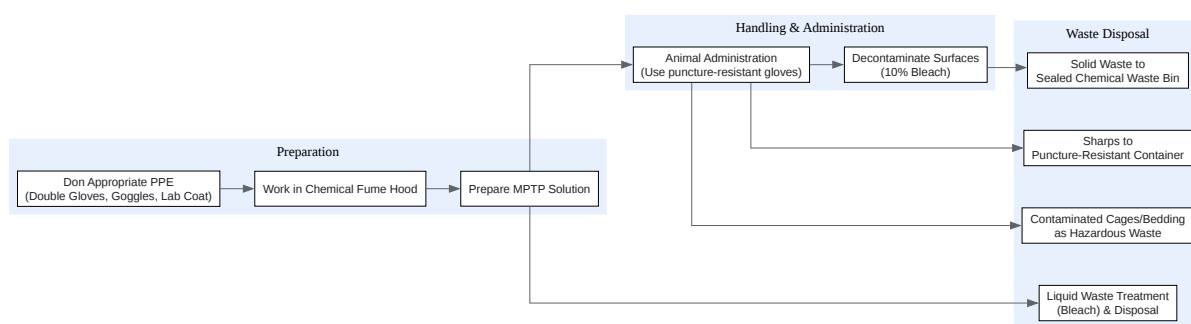 Preparation
Don Appropriate PPE
(Double Gloves, Goggles, Lab Coat)
Work in Chemical Fume Hood
Prepare MPTP Solution
Handling & Administration
Animal Administration
(Use puncture-resistant gloves)
Decontaminate Surfaces
(10% Bleach)
Waste Disposal
Solid Waste to
Sealed Chemical Waste Bin
Sharps to
Puncture-Resistant Container
Contaminated Cages/Bedding
as Hazardous Waste
Liquid Waste Treatment
(Bleach) & Disposal